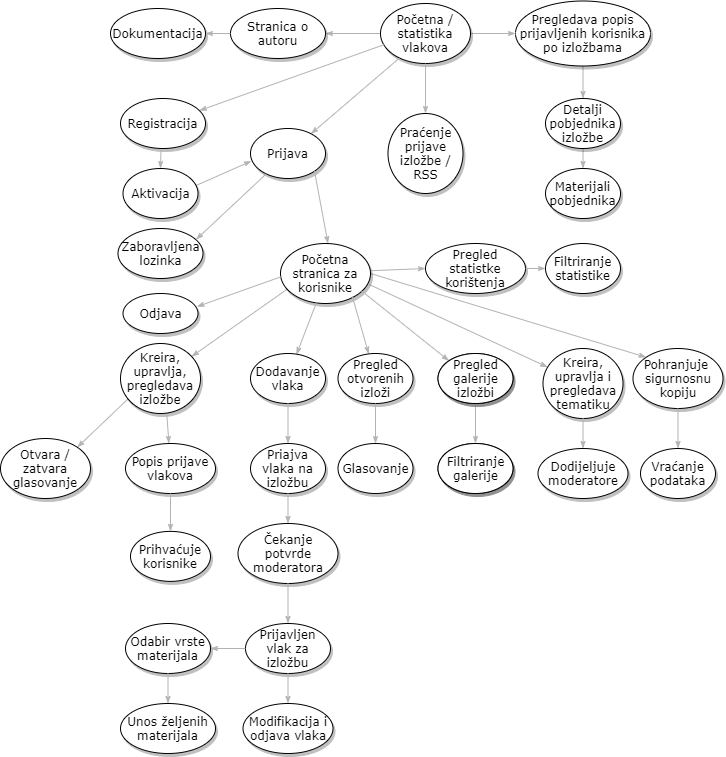 Dokumentacija
Stranica o
autoru
Početna /
statistika
vlakova
Pregledava popis
prijavljenih korisnika
po izložbama
Registracija
Prijava
Praćenje
prijave
izložbe /
RSS
Detalji
pobjednika
izložbe
Aktivacija
Materijali
pobjednika
Zaboravljena
lozinka
Početna
stranica za
korisnike
Pregled
statistke
korištenja
Filtriranje
statistike
Odjava
Kreira,
upravlja,
pregledava
izložbe
Dodavanje
vlaka
Pregled
otvorenih
izloži
Pregled
galerije
izložbi
Kreira,
upravlja i
pregledava
tematiku
Pohranjuje
sigurnosnu
kopiju
Otvara /
zatvara
glasovanje
Popis prijave
vlakova
Priajva
vlaka na
izložbu
Glasovanje
Filtriranje
galerije
Dodijeljuje
moderatore
Vraćanje
podataka
Prihvaćuje
korisnike
Čekanje
potvrde
moderatora
Odabir vrste
materijala
Prijavljen
vlak za
izložbu
Unos željenih
materijala
Modifikacija i
odjava vlaka